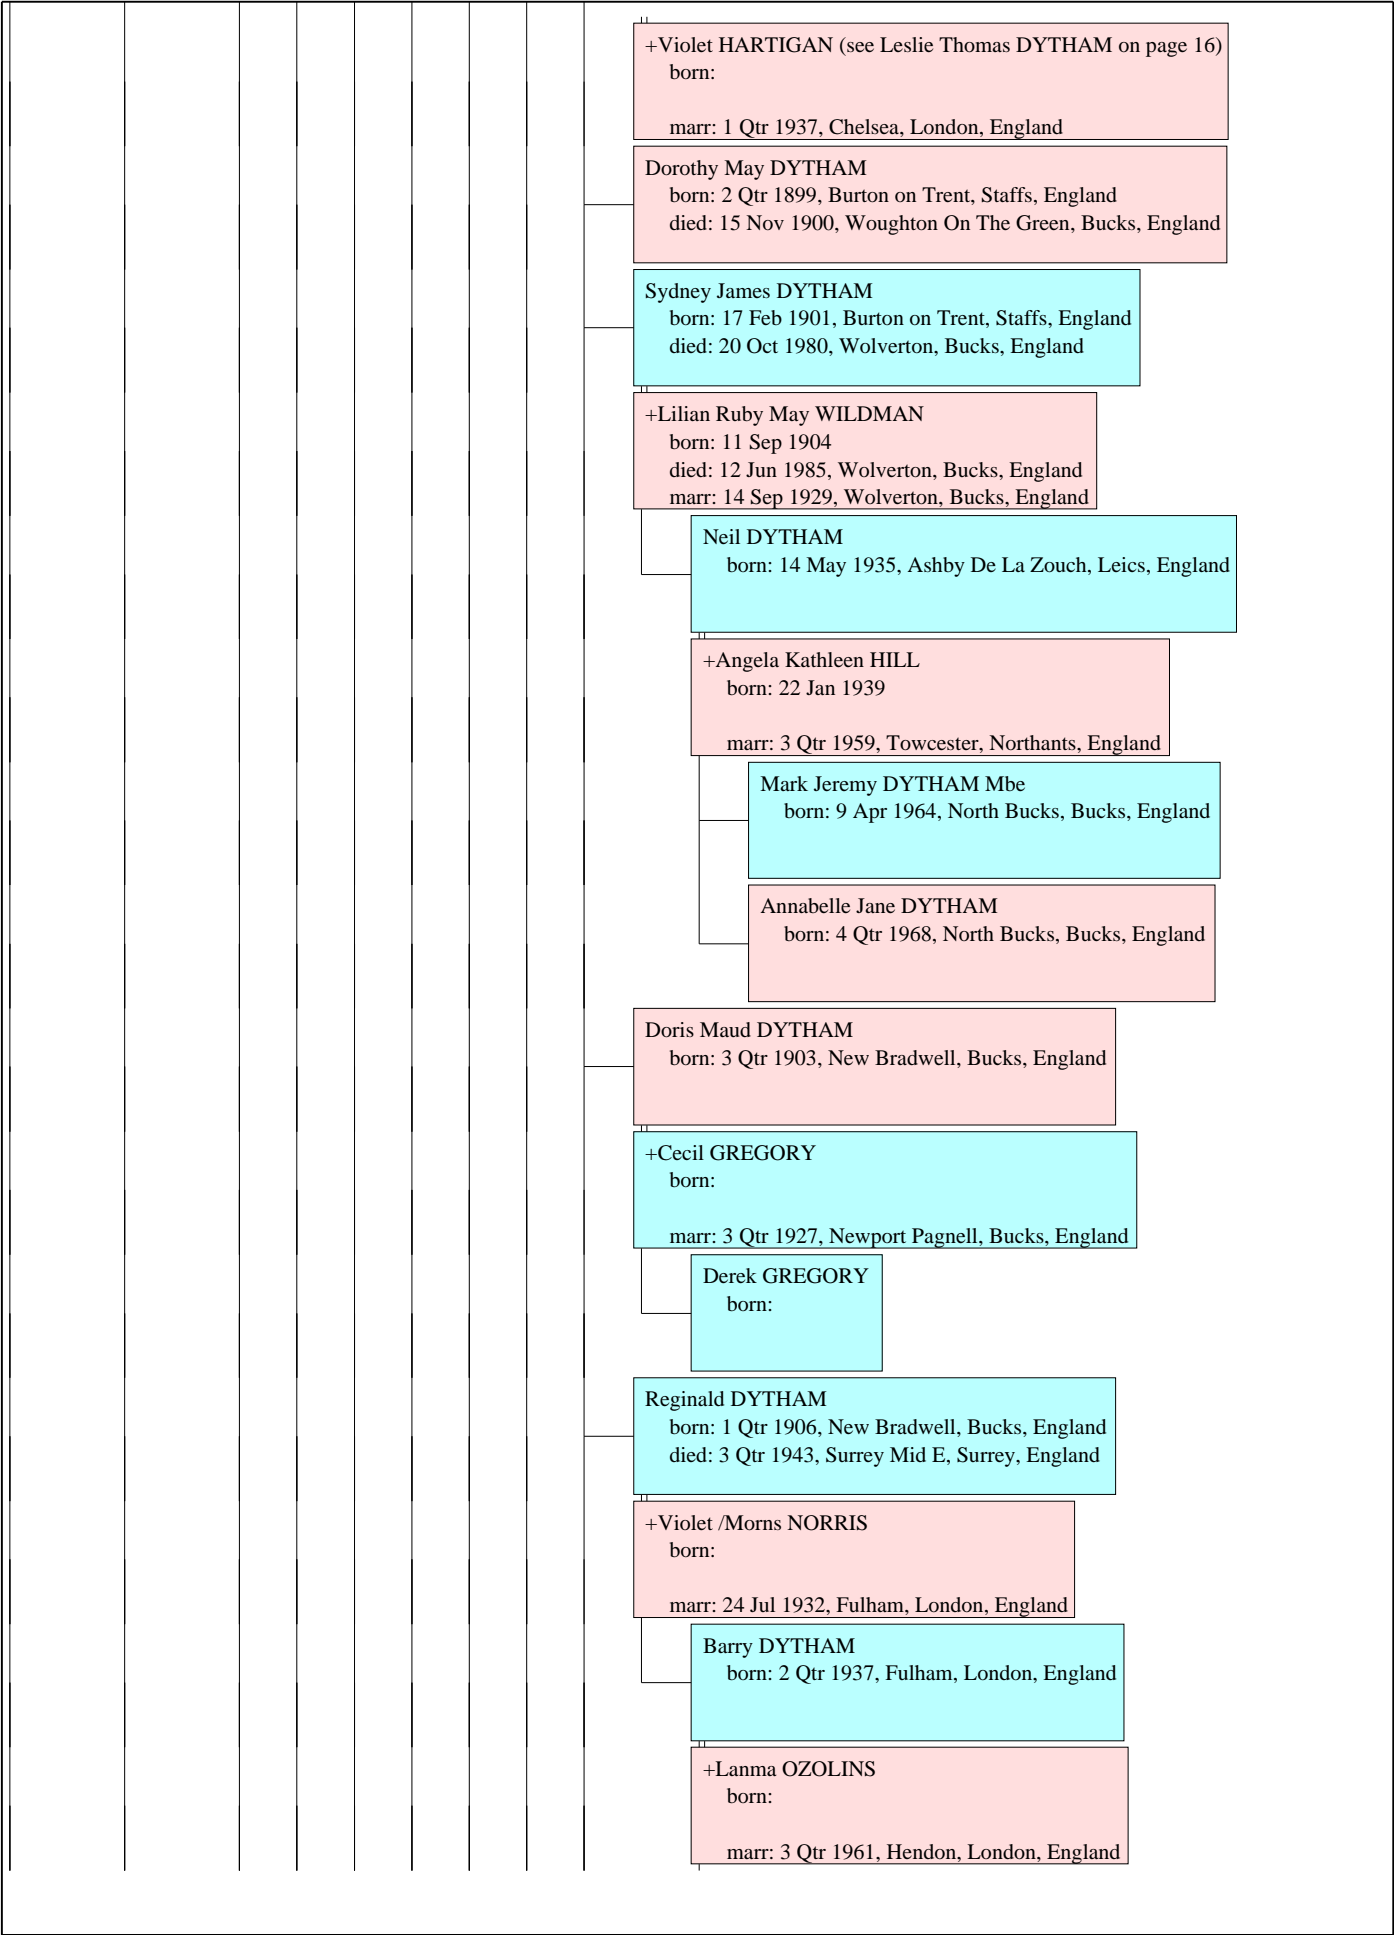 +Violet HARTIGAN (see Leslie Thomas DYTHAM on page 16)
born:
marr: 1 Qtr 1937, Chelsea, London, England
Dorothy May DYTHAM
born: 2 Qtr 1899, Burton on Trent, Staffs, England
died: 15 Nov 1900, Woughton On The Green, Bucks, England
Sydney James DYTHAM
born: 17 Feb 1901, Burton on Trent, Staffs, England
died: 20 Oct 1980, Wolverton, Bucks, England
+Lilian Ruby May WILDMAN
born: 11 Sep 1904
died: 12 Jun 1985, Wolverton, Bucks, England
marr: 14 Sep 1929, Wolverton, Bucks, England
Neil DYTHAM
born: 14 May 1935, Ashby De La Zouch, Leics, England
+Angela Kathleen HILL
born: 22 Jan 1939
marr: 3 Qtr 1959, Towcester, Northants, England
Mark Jeremy DYTHAM Mbe
born: 9 Apr 1964, North Bucks, Bucks, England
Annabelle Jane DYTHAM
born: 4 Qtr 1968, North Bucks, Bucks, England
Doris Maud DYTHAM
born: 3 Qtr 1903, New Bradwell, Bucks, England
+Cecil GREGORY
born:
marr: 3 Qtr 1927, Newport Pagnell, Bucks, England
Derek GREGORY
born:
Reginald DYTHAM
born: 1 Qtr 1906, New Bradwell, Bucks, England
died: 3 Qtr 1943, Surrey Mid E, Surrey, England
+Violet /Morns NORRIS
born:
marr: 24 Jul 1932, Fulham, London, England
Barry DYTHAM
born: 2 Qtr 1937, Fulham, London, England
+Lanma OZOLINS
born:
marr: 3 Qtr 1961, Hendon, London, England